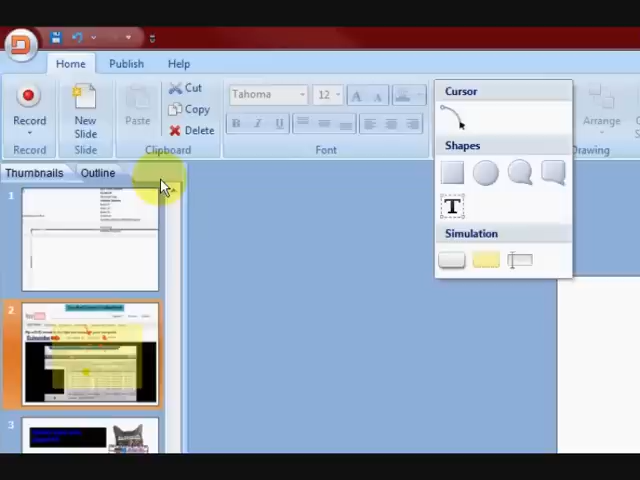 Home Publish Help
Cut
Copy
Delete
Record
New
Slide
Paste
Tahoma 12
B I U
Record Slide Clipboard Font
Cursor
Shapes
T
Simulation
Arrange
Drawing
Thumbnails Outline
1
2
3